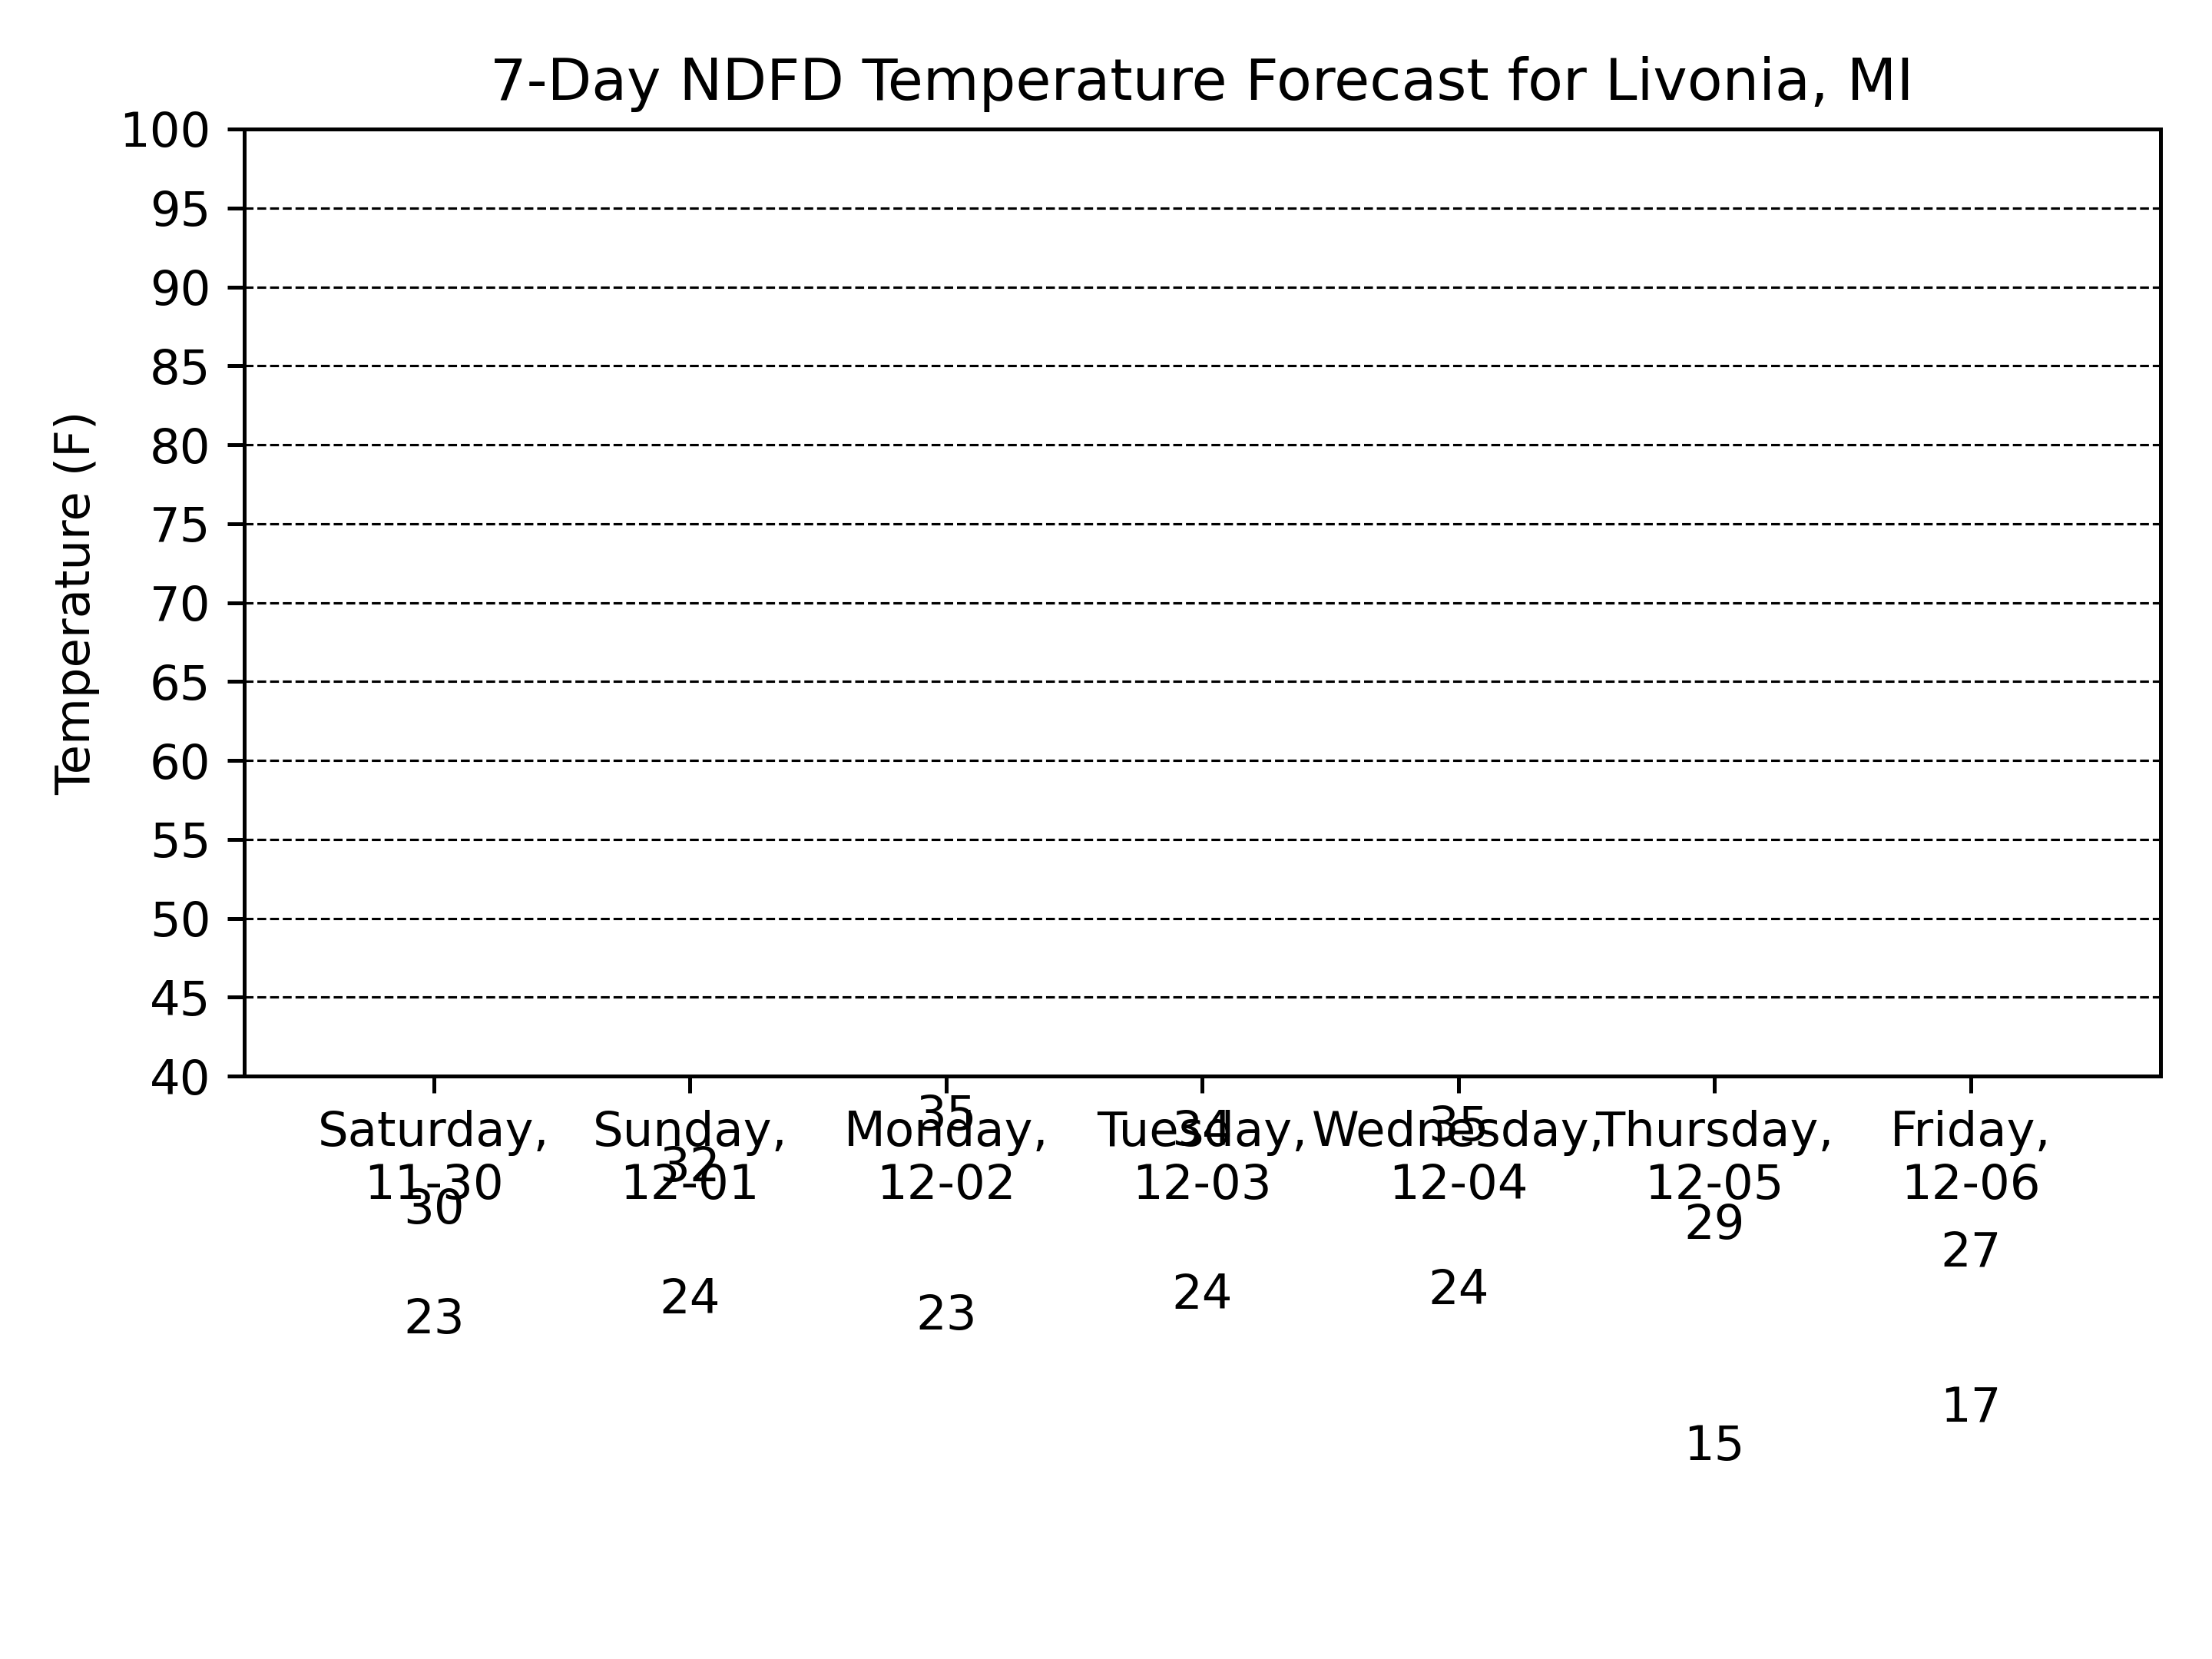 7-Day NDFD Temperature Forecast for Livonia, MI
Temperature (F)
100
95
90
85
80
75
70
65
60
55
50
45
40
Saturday, Sunday, Monday, Tuesday, Wednesday, Thursday, Friday,
11-30 12-01 12-02 12-03 12-04 12-05 12-06
30 32 35 34 35 29 27
23 24 23 24 24 15 17